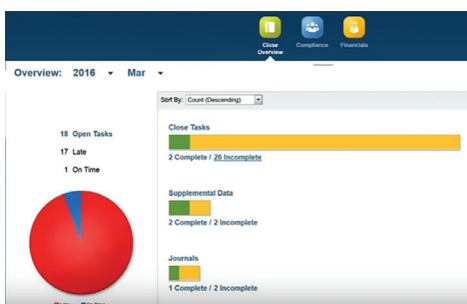 Close
Overview
Compliance
Financials
Overview: 2016 Mar
Sort By: Count (Descending)
18 Open Tasks
17 Late
1 On Time
Close Tasks
2 Complete / 26 Incomplete
Supplemental Data
2 Complete / 2 Incomplete
Journals
1 Complete / 2 Incomplete